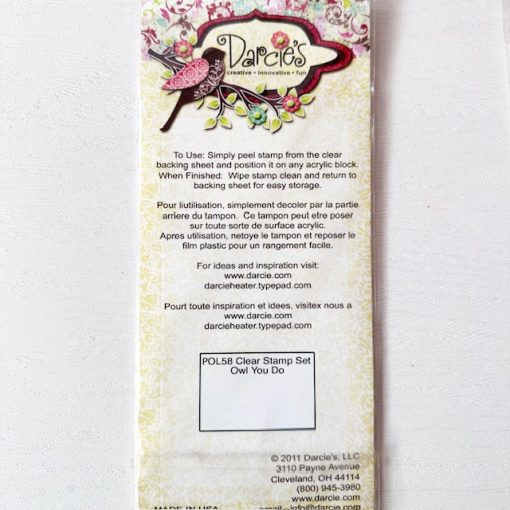 Darcie's
creative • innovative • fun
To Use: Simply peel stamp from the clear
backing sheet and position it on any acrylic block.
When Finished: Wipe stamp clean and return to
backing sheet for easy storage.
Pour liutilisation, simplement decoler par la partie
arriere du tampon. Ce tampon peut etre poser
sur toute sorte de surface acrylic.
Apres utilisation, netoye le tampon et reposer le
film plastic pour un rangement facile.
For ideas and inspiration visit:
www.darcie.com
darcieheater.typepad.com
Pourt toute inspiration et idees, visitex nous a
www.darcie.com
darcieheater.typepad.com
POL58 Clear Stamp Set
Owl You Do
© 2011 Darcie's, LLC
3110 Payne Avenue
Cleveland, OH 44114
(800) 945-3980
www.darcie.com
MADE IN USA email - info@darcie.com